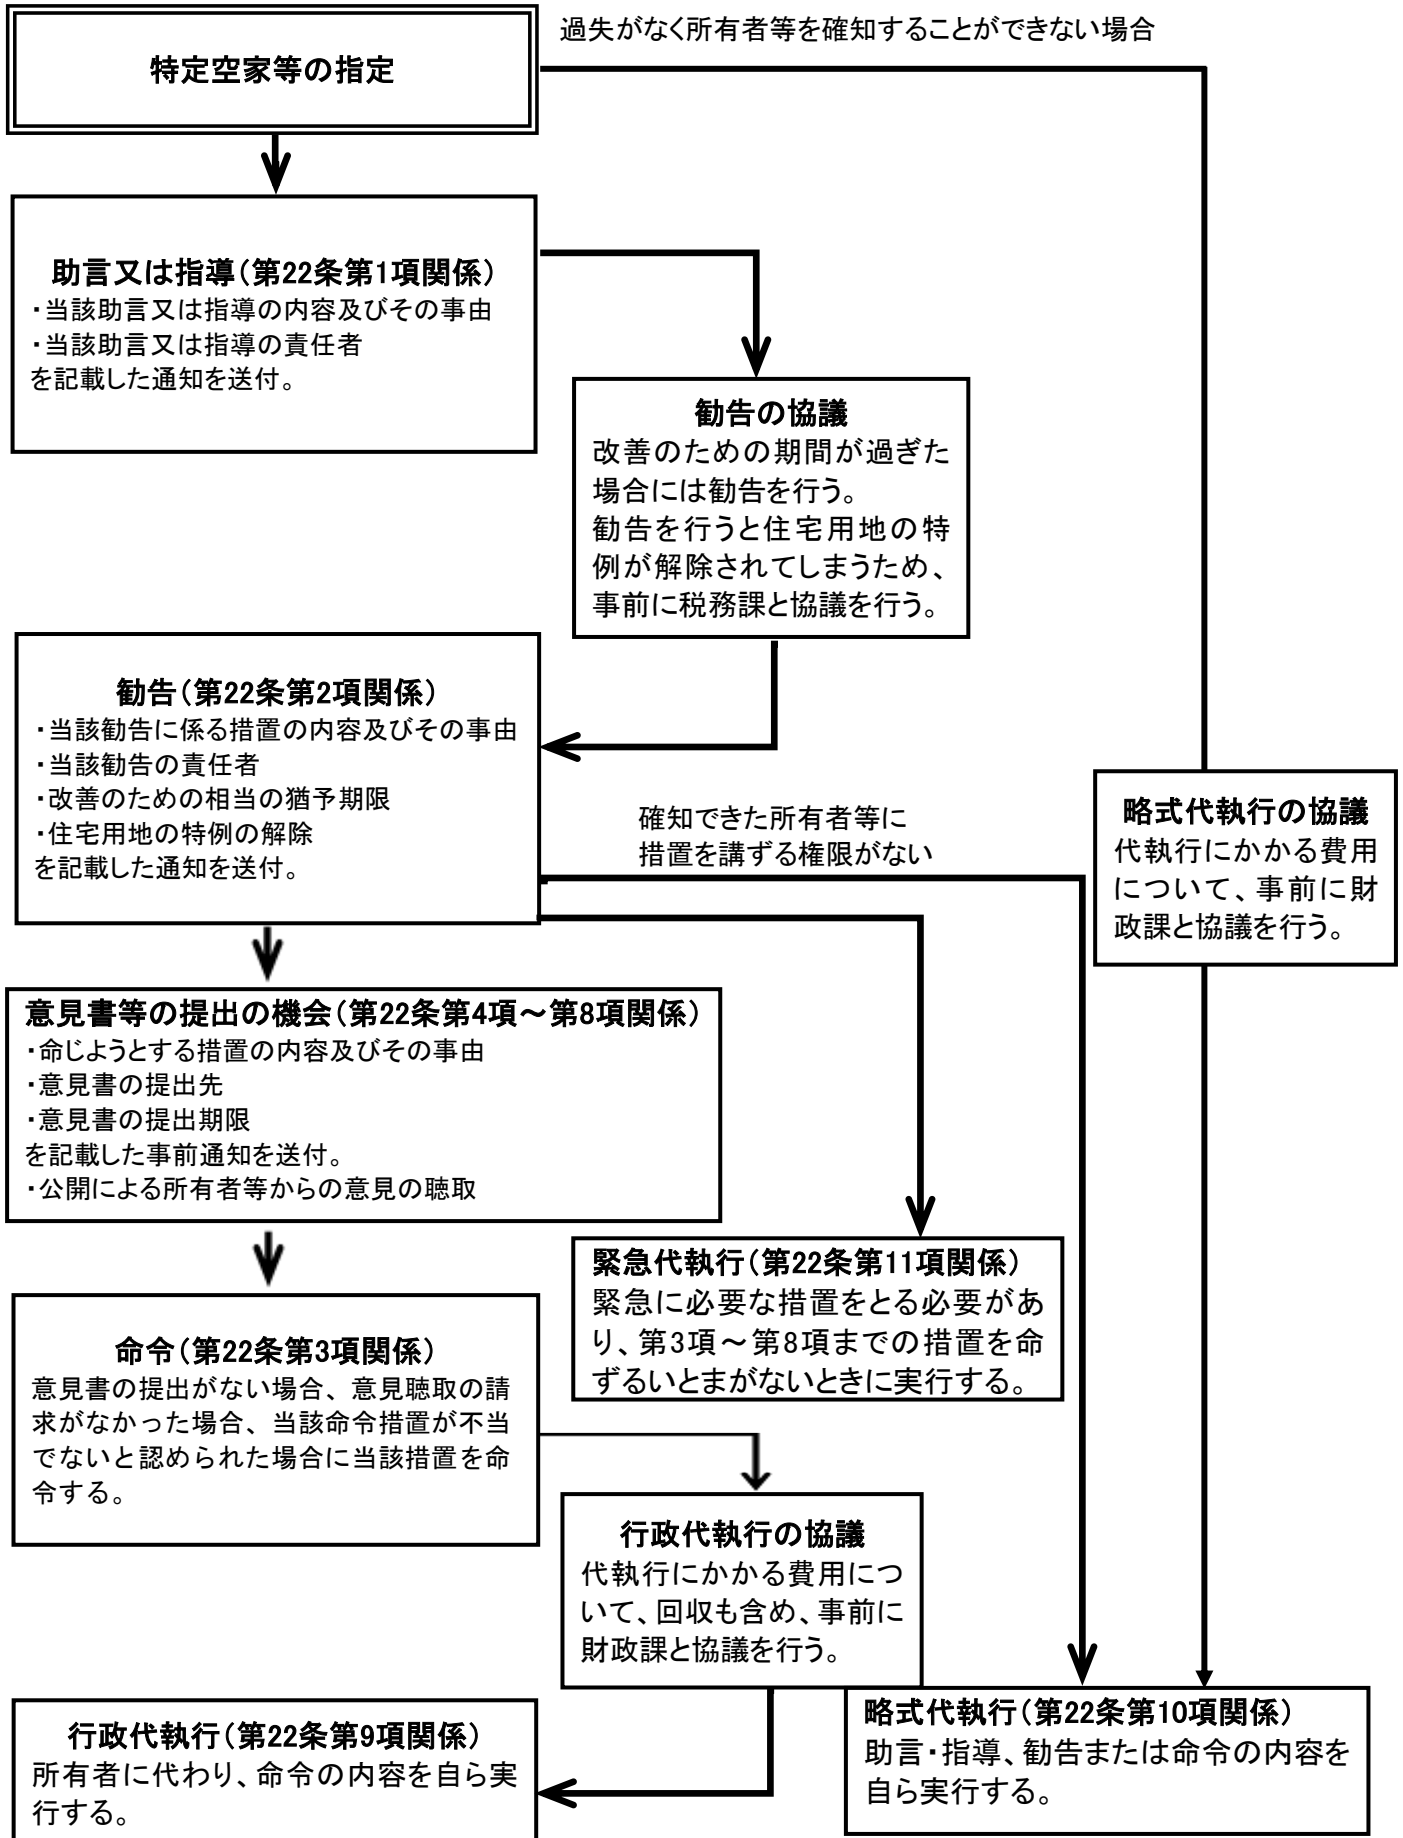 特定空家等の指定
過失がなく所有者等を確知することができない場合
助言又は指導（第22条第1項関係）
・当該助言又は指導の内容及びその事由
・当該助言又は指導の責任者
を記載した通知を送付。
勧告の協議
改善のための期間が過ぎた
場合には勧告を行う。
勧告を行うと住宅用地の特
例が解除されてしまうため、
事前に税務課と協議を行う。
勧告（第22条第2項関係）
・当該勧告に係る措置の内容及びその事由
・当該勧告の責任者
・改善のための相当の猶予期限
・住宅用地の特例の解除
を記載した通知を送付。
確知できた所有者等に
措置を講ずる権限がない
略式代執行の協議
代執行にかかる費用
について、事前に財
政課と協議を行う。
意見書等の提出の機会（第22条第4項～第8項関係）
・命じようとする措置の内容及びその事由
・意見書の提出先
・意見書の提出期限
を記載した事前通知を送付。
・公開による所有者等からの意見の聴取
緊急代執行（第22条第11項関係）
緊急に必要な措置をとる必要があ
り、第3項～第8項までの措置を命
ずるいとまがないときに実行する。
命令（第22条第3項関係）
意見書の提出がない場合、意見聴取の請
求がなかった場合、当該命令措置が不当
でないと認められた場合に当該措置を命
令する。
行政代執行の協議
代執行にかかる費用につ
いて、回収も含め、事前に
財政課と協議を行う。
行政代執行（第22条第9項関係）
所有者に代わり、命令の内容を自ら実
行する。
略式代執行（第22条第10項関係）
助言・指導、勧告または命令の内容を
自ら実行する。